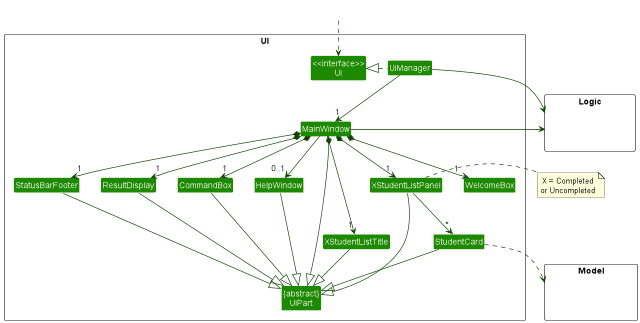 UI
<<interface>>
Ui
UiManager
Logic
1
MainWindow
1
1
1
0..1
1
1
StatusBarFooter
ResultDisplay
CommandBox
HelpWindow
XStudentListPanel
WelcomeBox
X = Completed
or Uncompleted
1
*
XStudentListTitle
StudentCard
Model
{abstract}
UiPart